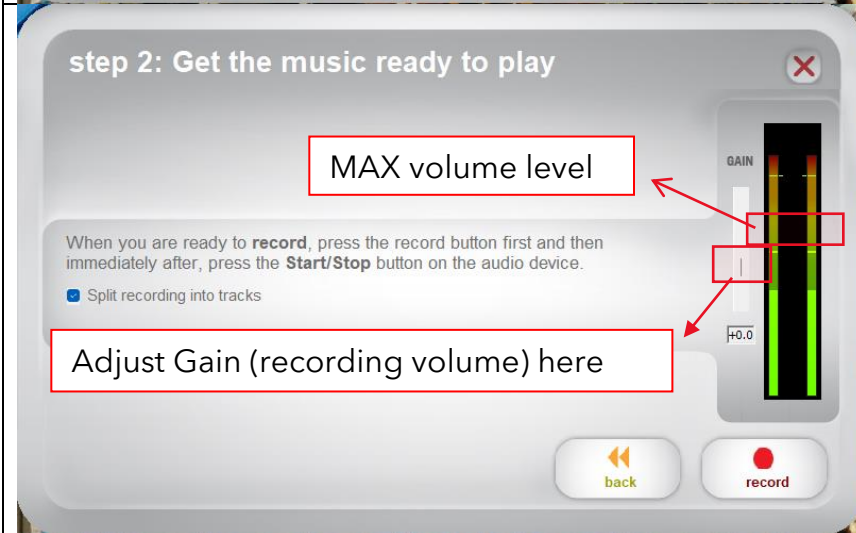 step 2: Get the music ready to play
MAX volume level
GAIN
When you are ready to record, press the record button first and then
immediately after, press the Start/Stop button on the audio device.
Split recording into tracks
+0.0
Adjust Gain (recording volume) here
back
record